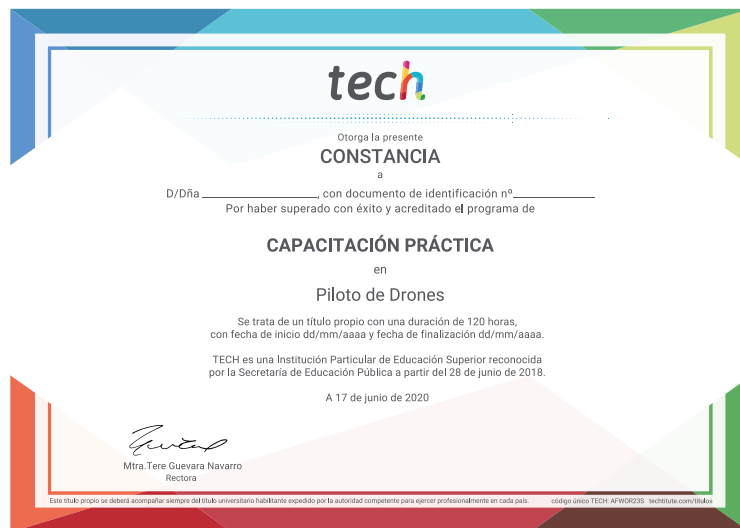 tech
Otorga la presente
CONSTANCIA
a
D/Dña ____________________, con documento de identificación nº______________
Por haber superado con éxito y acreditado el programa de
CAPACITACIÓN PRÁCTICA
en
Piloto de Drones
Se trata de un título propio con una duración de 120 horas,
con fecha de inicio dd/mm/aaaa y fecha de finalización dd/mm/aaaa.
TECH es una Institución Particular de Educación Superior reconocida
por la Secretaría de Educación Pública a partir del 28 de junio de 2018.
A 17 de junio de 2020
Mtra.Tere Guevara Navarro
Rectora
Este título propio se deberá acompañar siempre del título universitario habilitante expedido por la autoridad competente para ejercer profesionalmente en cada país. código único TECH: AFWOR23S techtitute.com/titulos